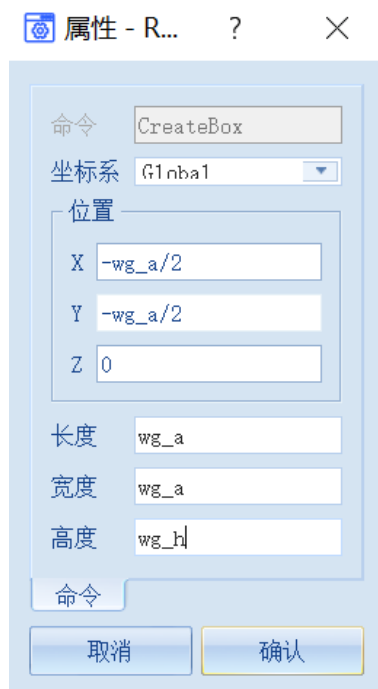 属性 - R... ?
命令 CreateBox
坐标系 Global
位置
X -wg_a/2
Y -wg_a/2
Z 0
长度 wg_a
宽度 wg_a
高度 wg_h
命令
取消 确认